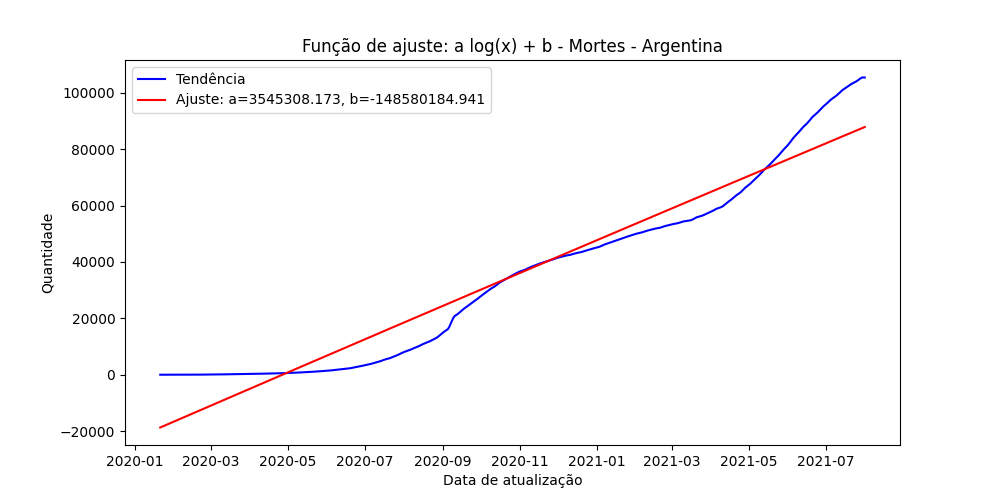 Função de ajuste: a log(x) + b - Mortes - Argentina
Tendência
Ajuste: a=3545308.173, b=-148580184.941
Quantidade
100000
80000
60000
40000
20000
0
−20000
2020-01 2020-03 2020-05 2020-07 2020-09 2020-11 2021-01 2021-03 2021-05 2021-07
Data de atualização